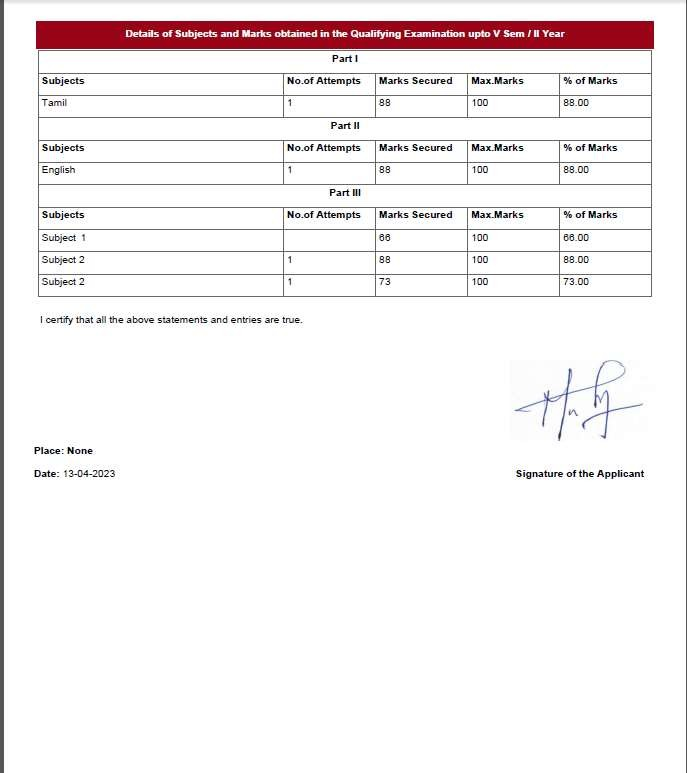 Details of Subjects and Marks obtained in the Qualifying Examination upto V Sem / II Year
Part I
Subjects No.of Attempts Marks Secured Max.Marks % of Marks
Tamil 1 88 100 88.00
Part II
Subjects No.of Attempts Marks Secured Max.Marks % of Marks
English 1 88 100 88.00
Part III
Subjects No.of Attempts Marks Secured Max.Marks % of Marks
Subject 1 66 100 66.00
Subject 2 1 88 100 88.00
Subject 2 1 73 100 73.00
I certify that all the above statements and entries are true.
Place: None
Date: 13-04-2023 Signature of the Applicant